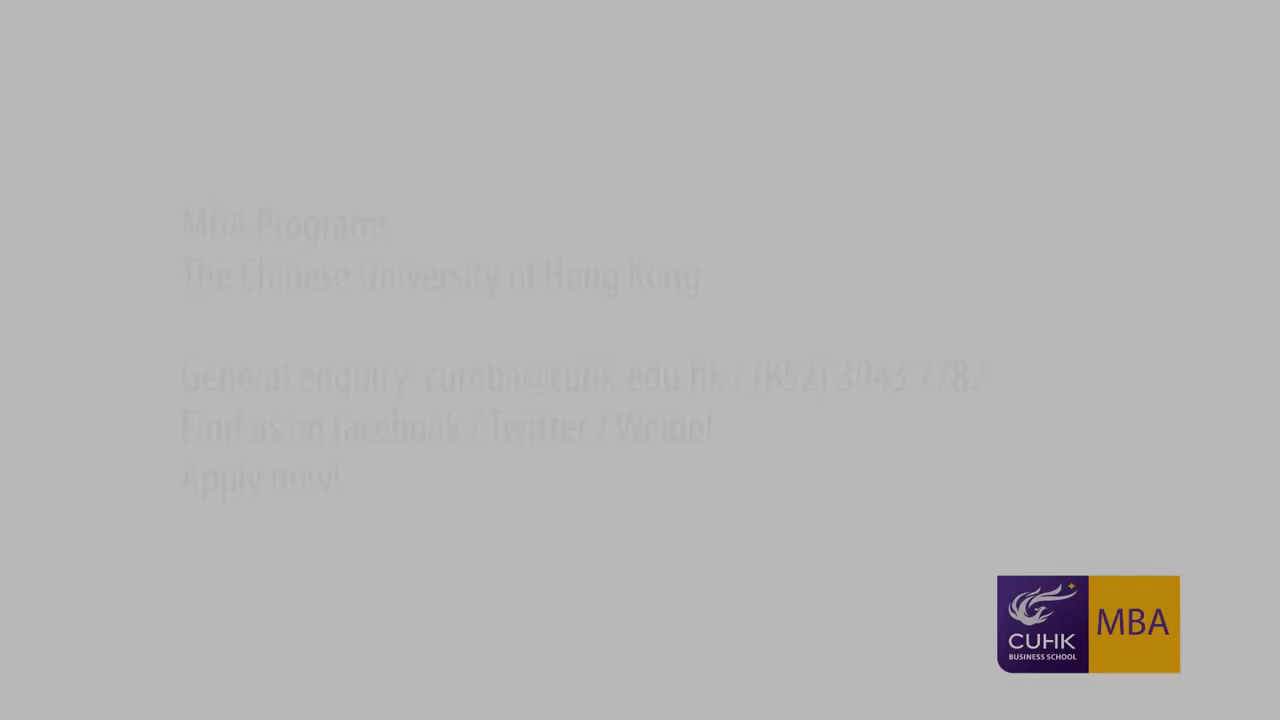 MBA Programs
The Chinese University of Hong Kong
General enquiry: cumba@cuhk.edu.hk / (852) 3943 7782
Find us on facebook / Twitter / Weibo!
Apply now!
CUHK
BUSINESS SCHOOL
MBA